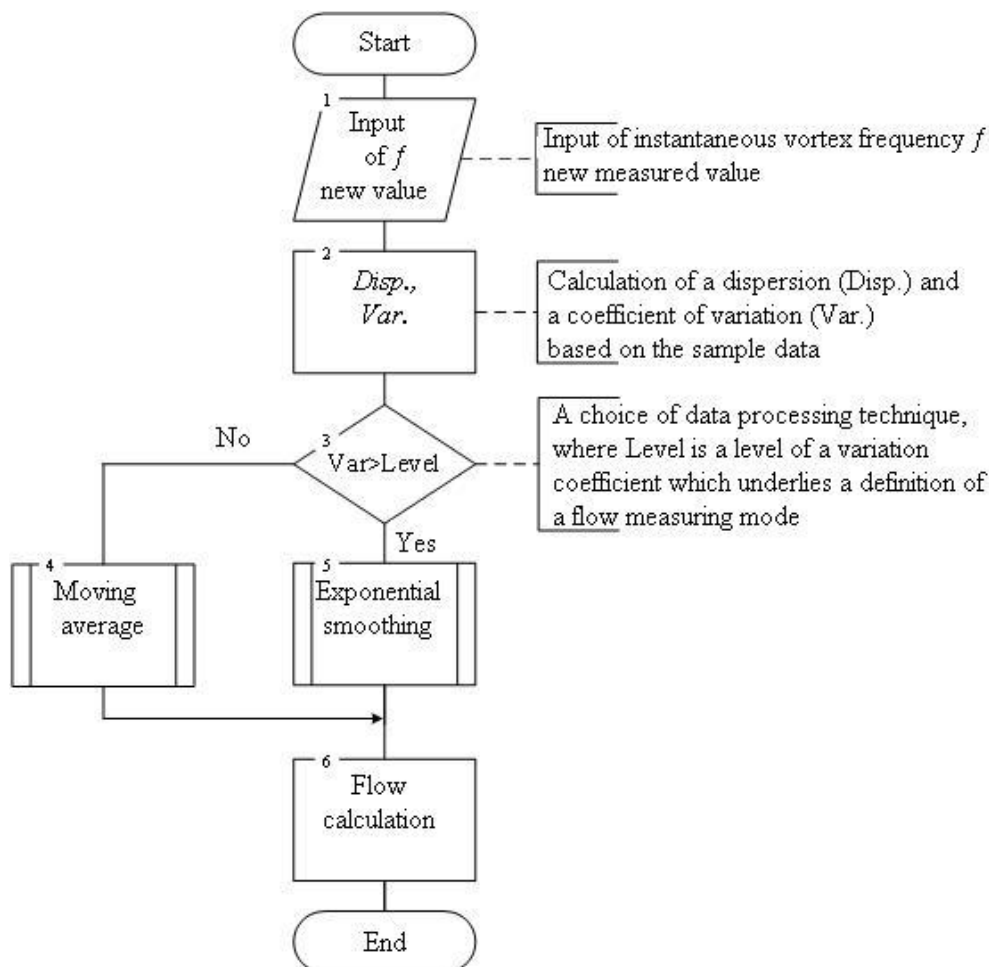 Start
1
Input
of f
new value
Input of instantaneous vortex frequency f
new measured value
2
Disp.,
Var.
Calculation of a dispersion (Disp.) and
a coefficient of variation (Var.)
based on the sample data
3
Var>Level
No
Yes
A choice of data processing technique,
where Level is a level of a variation
coefficient which underlies a definition of
a flow measuring mode
4
Moving
average
5
Exponential
smoothing
6
Flow
calculation
End